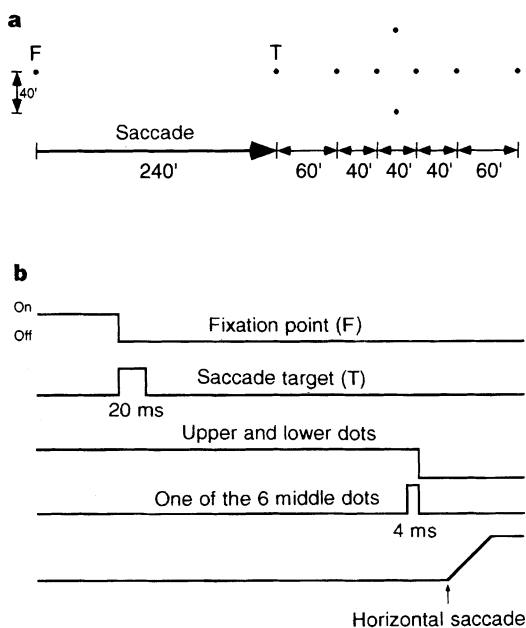 a
F T
40'
Saccade
240' 60' 40' 40' 40' 60'
b
On
Off
Fixation point (F)
Saccade target (T)
20 ms
Upper and lower dots
One of the 6 middle dots
4 ms
Horizontal saccade